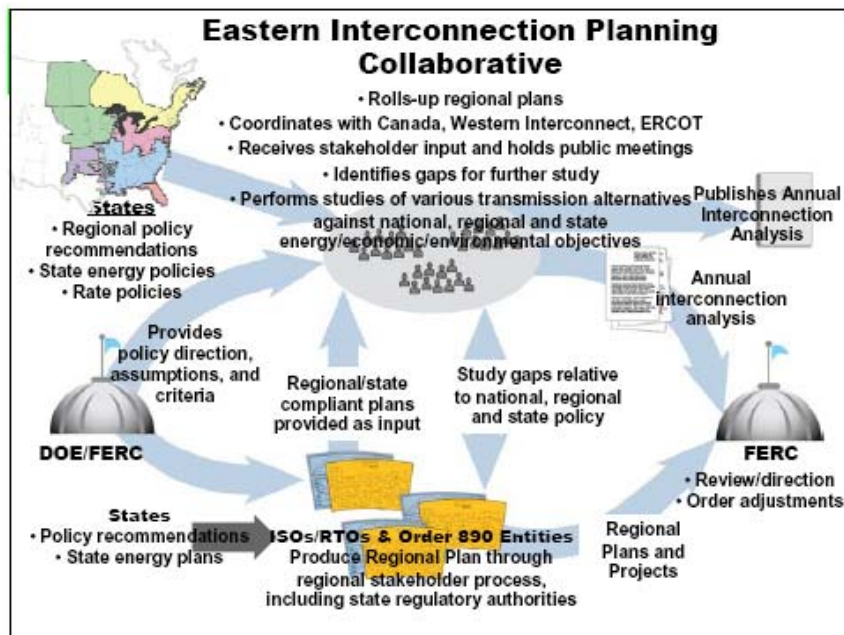 Eastern Interconnection Planning
Collaborative
• Rolls-up regional plans
• Coordinates with Canada, Western Interconnect, ERCOT
• Receives stakeholder input and holds public meetings
• Identifies gaps for further study
• Performs studies of various transmission alternatives
against national, regional and state
energy/economic/environmental objectives
Publishes Annual
Interconnection
Analysis
States
• Regional policy
recommendations
• State energy policies
• Rate policies
Annual
interconnection
analysis
Provides
policy direction,
assumptions, and
criteria
Regional/state
compliant plans
provided as input
Study gaps relative
to national, regional
and state policy
DOE/FERC
FERC
• Review/direction
• Order adjustments
States
• Policy recommendations
• State energy plans
ISOs/RTOs & Order 890 Entities
Produce Regional Plan through
regional stakeholder process,
including state regulatory authorities
Regional
Plans and
Projects